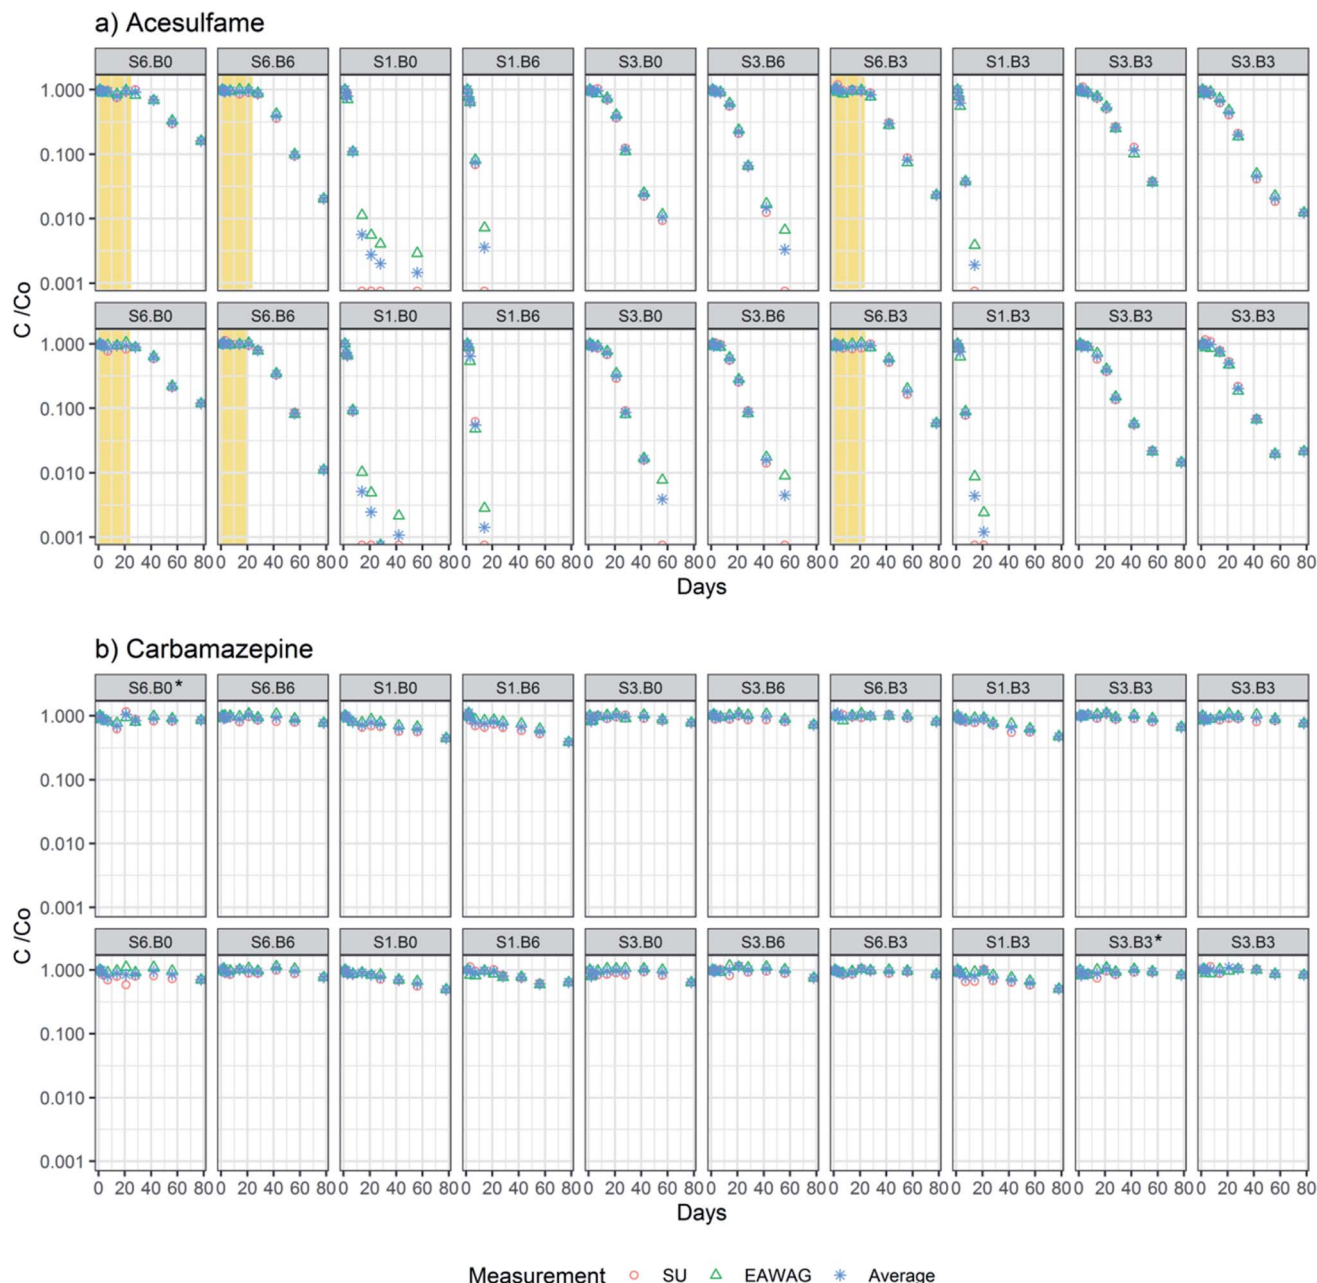 a) Acesulfame
S6.B0 S6.B6 S1.B0 S1.B6 S3.B0 S3.B6 S6.B3 S1.B3 S3.B3 S3.B3
1.000
0.100
0.010
0.001
C /Co
S6.B0 S6.B6 S1.B0 S1.B6 S3.B0 S3.B6 S6.B3 S1.B3 S3.B3 S3.B3
1.000
0.100
0.010
0.001
0 20 40 60 80 0 20 40 60 80 0 20 40 60 80 0 20 40 60 80 0 20 40 60 80 0 20 40 60 80 0 20 40 60 80 0 20 40 60 80 0 20 40 60 80 0 20 40 60 80
Days
b) Carbamazepine
S6.B0* S6.B6 S1.B0 S1.B6 S3.B0 S3.B6 S6.B3 S1.B3 S3.B3 S3.B3
1.000
0.100
0.010
0.001
C /Co
S6.B0 S6.B6 S1.B0 S1.B6 S3.B0 S3.B6 S6.B3 S1.B3 S3.B3* S3.B3
1.000
0.100
0.010
0.001
0 20 40 60 80 0 20 40 60 80 0 20 40 60 80 0 20 40 60 80 0 20 40 60 80 0 20 40 60 80 0 20 40 60 80 0 20 40 60 80 0 20 40 60 80 0 20 40 60 80
Days
Measurement SU EAWAG Average